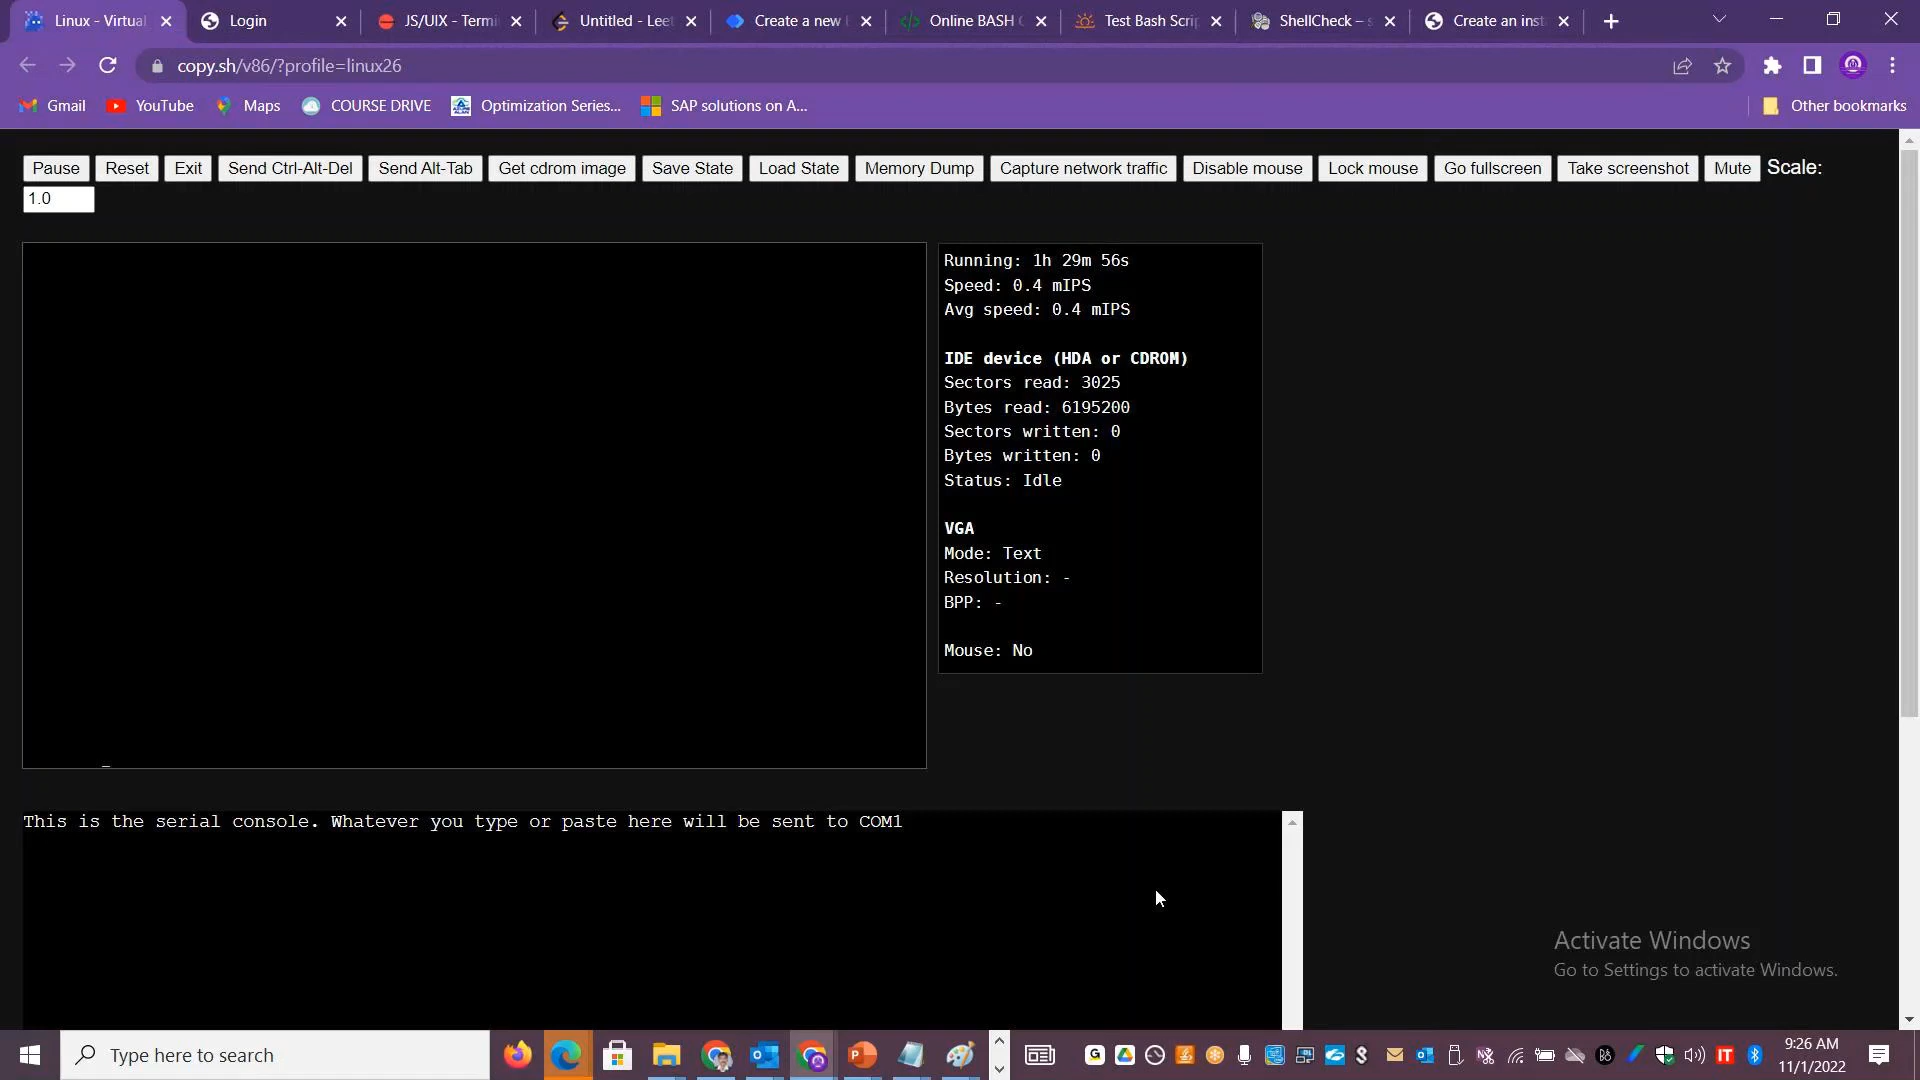 Linux - Virtual
Login
JS/UIX - Termi
Untitled - Leet
Create a new
Online BASH
Test Bash Scrip
ShellCheck – s
Create an inst
copy.sh/v86/?profile=linux26
Gmail
YouTube
Maps
COURSE DRIVE
Optimization Series...
SAP solutions on A...
Other bookmarks
Pause Reset Exit Send Ctrl-Alt-Del Send Alt-Tab Get cdrom image Save State Load State Memory Dump Capture network traffic Disable mouse Lock mouse Go fullscreen Take screenshot Mute Scale:
1.0
Running: 1h 29m 56s
Speed: 0.4 mIPS
Avg speed: 0.4 mIPS
IDE device (HDA or CDROM)
Sectors read: 3025
Bytes read: 6195200
Sectors written: 0
Bytes written: 0
Status: Idle
VGA
Mode: Text
Resolution: -
BPP: -
Mouse: No
This is the serial console. Whatever you type or paste here will be sent to COM1
Activate Windows
Go to Settings to activate Windows.
Type here to search
9:26 AM
11/1/2022